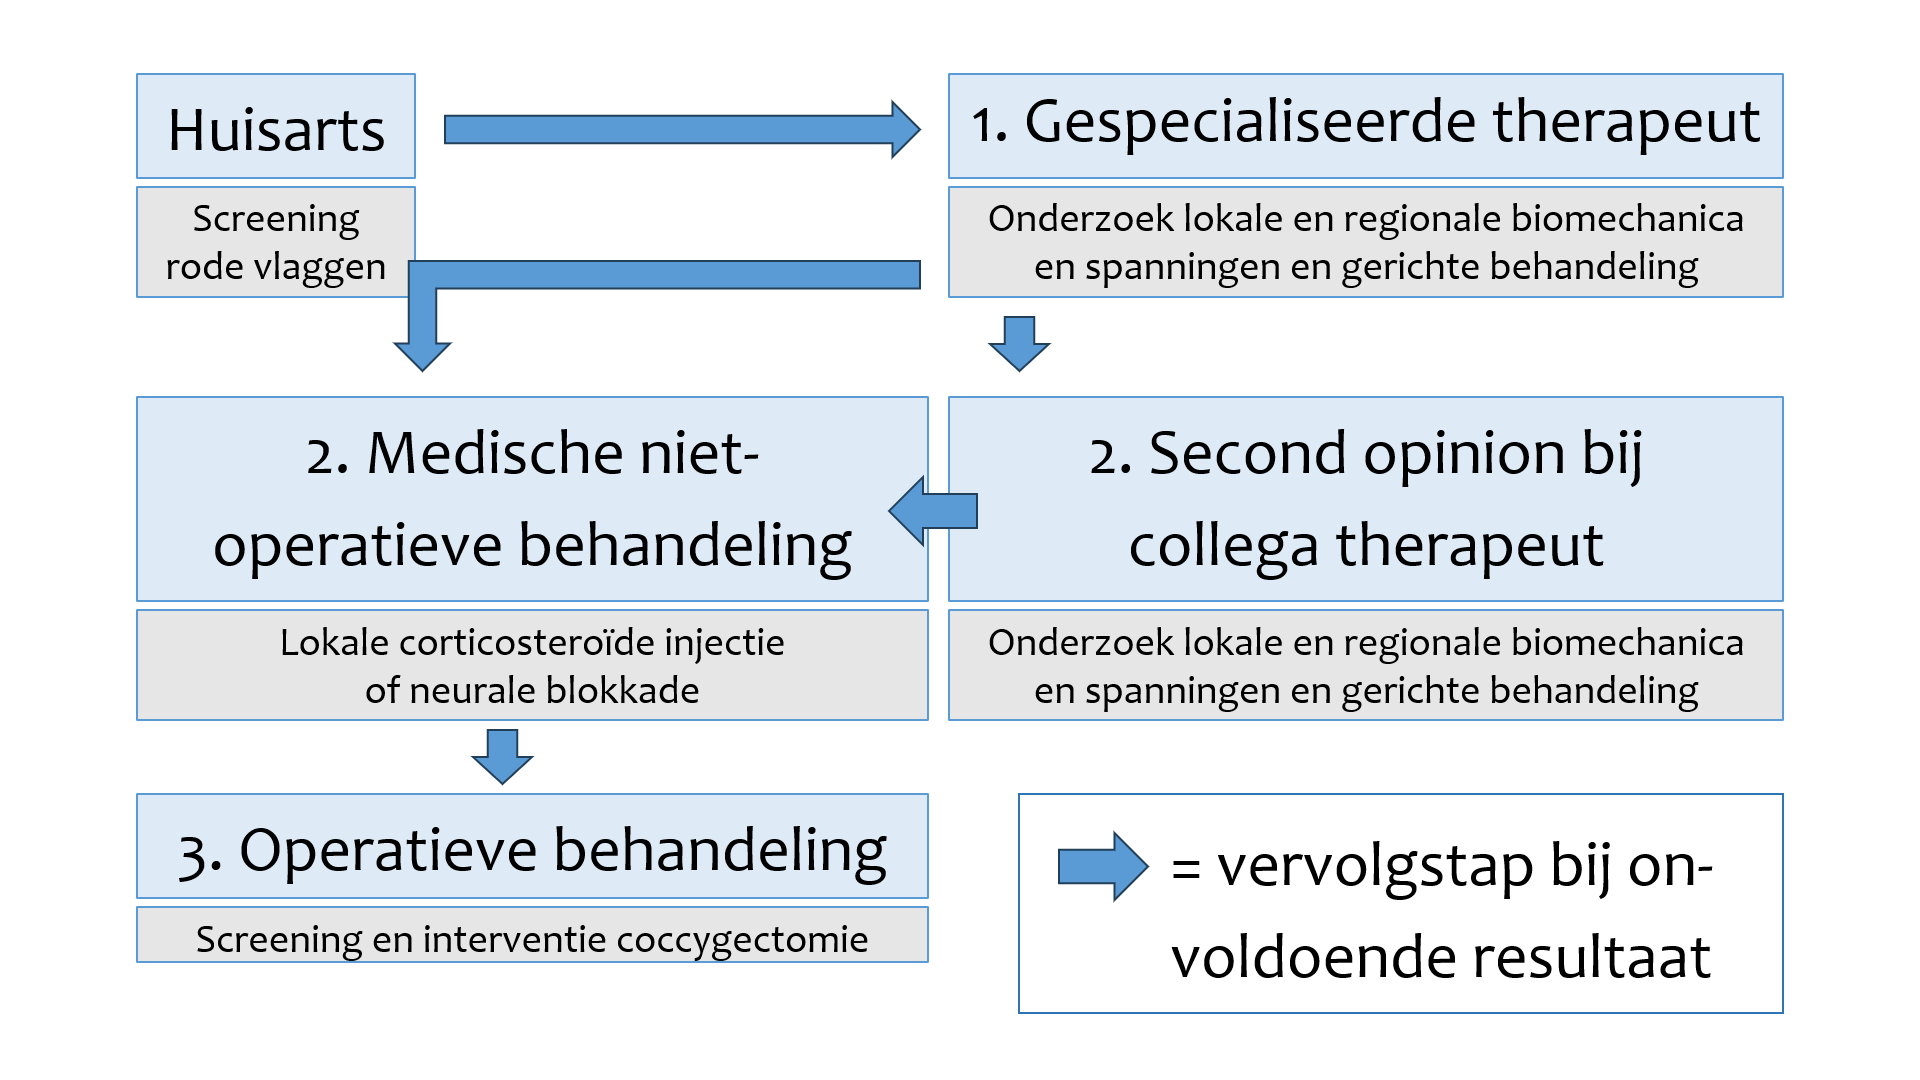 Huisarts
Screening
rode vlaggen
1. Gespecialiseerde therapeut
Onderzoek lokale en regionale biomechanica
en spanningen en gerichte behandeling
2. Medische niet-
operatieve behandeling
Lokale corticosteroïde injectie
of neurale blokkade
2. Second opinion bij
collega therapeut
Onderzoek lokale en regionale biomechanica
en spanningen en gerichte behandeling
3. Operatieve behandeling
Screening en interventie coccygectomie
= vervolgstap bij on-
voldoende resultaat